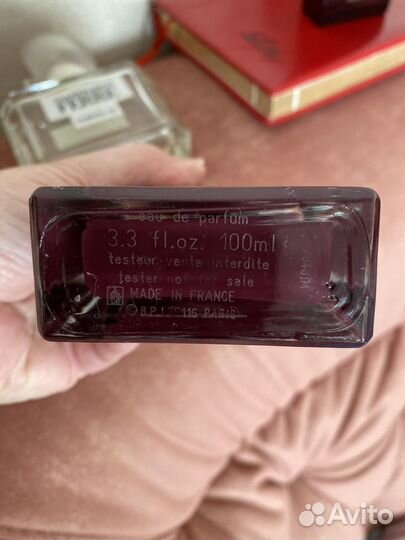 eau de parfum
3.3 fl.oz. 100ml
testeur vente interdite
tester not for sale
MADE IN FRANCE
116 PARIS
Avito